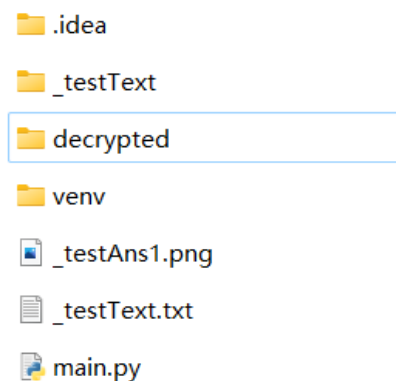 .idea
_testText
decrypted
venv
_testAns1.png
_testText.txt
main.py